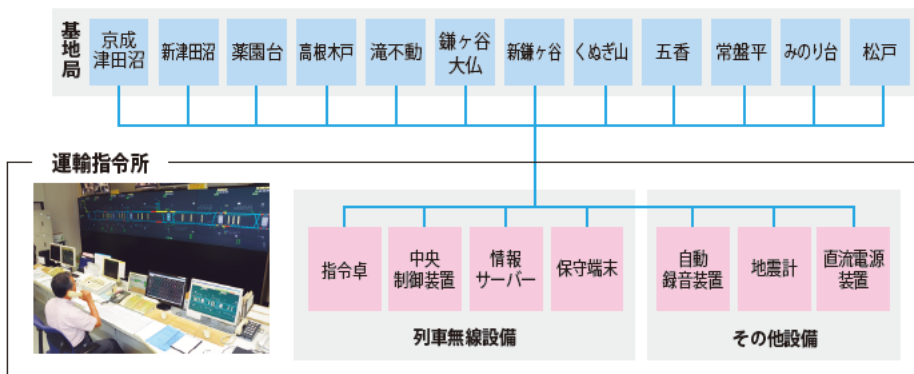 基地局
京成
津田沼
新津田沼
薬園台
高根木戸
滝不動
鎌ヶ谷
大仏
新鎌ヶ谷
くぬぎ山
五香
常盤平
みのり台
松戸
運輸指令所
指令卓
中央
制御装置
情報
サーバー
保守端末
自動
録音装置
地震計
直流電源
装置
列車無線設備
その他設備